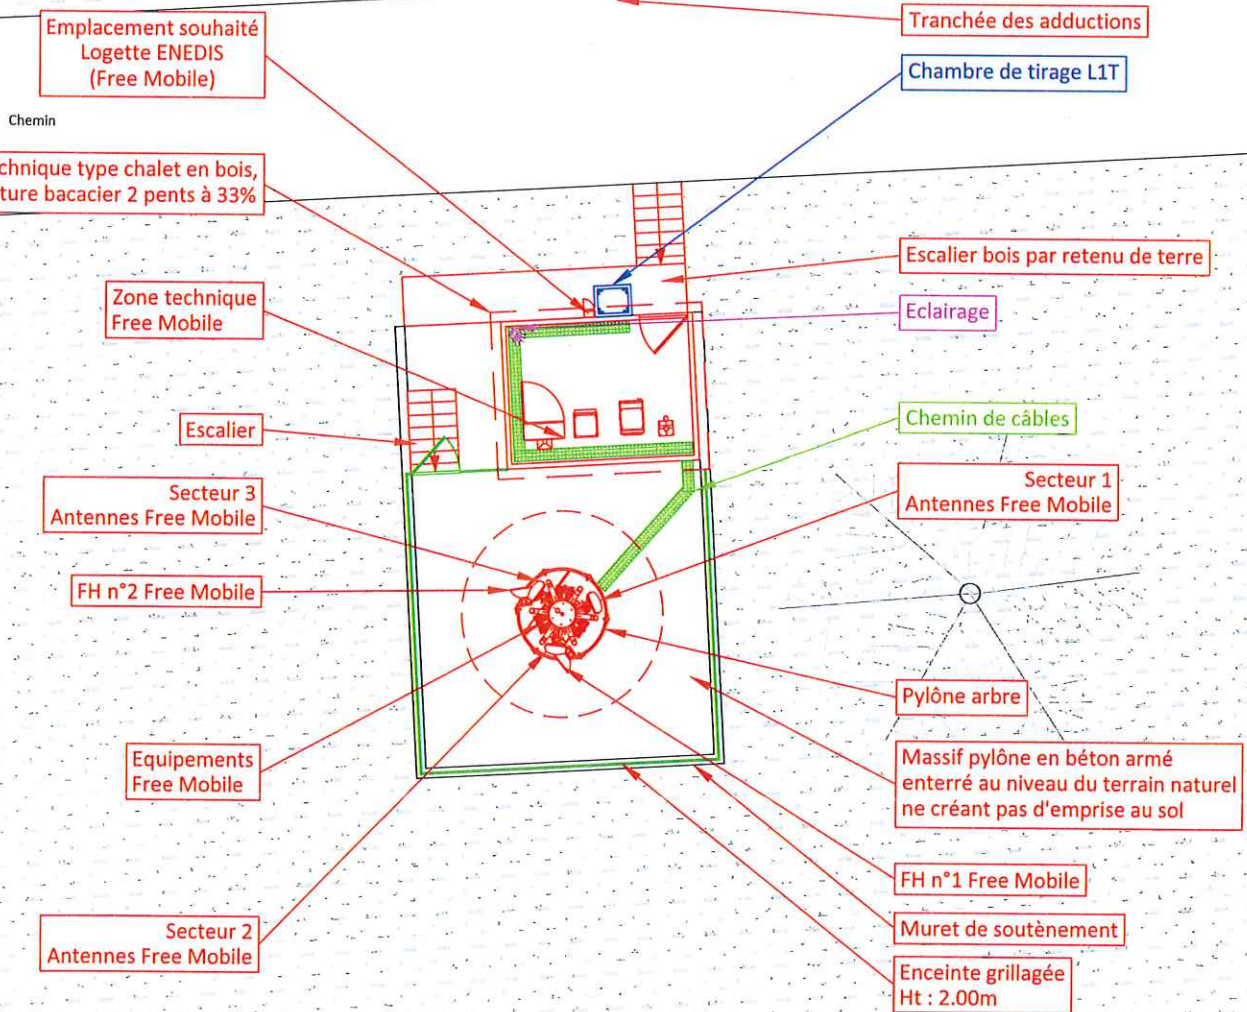 Emplacement souhaité
Logette ENEDIS
(Free Mobile)
Tranchée des adductions
Chambre de tirage L1T
Chemin
chnique type chalet en bois,
ture bacacier 2 pents à 33%
Escalier bois par retenu de terre
Zone technique
Free Mobile
Eclairage
Escalier
Chemin de câbles
Secteur 3
Antennes Free Mobile
Secteur 1
Antennes Free Mobile
FH n°2 Free Mobile
Pylône arbre
Equipements
Free Mobile
Massif pylône en béton armé
enterré au niveau du terrain naturel
ne créant pas d'emprise au sol
FH n°1 Free Mobile
Secteur 2
Antennes Free Mobile
Muret de soutènement
Enceinte grillagée
Ht : 2.00m